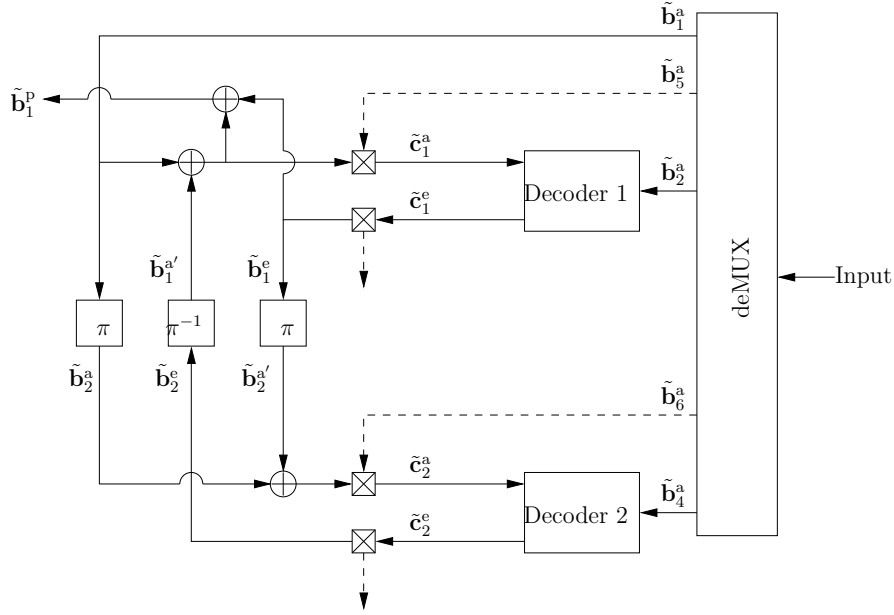 b̃₁ᵃ
b̃₅ᵃ
b̃₁ᵖ
c̃₁ᵃ
b̃₂ᵃ
Decoder 1
c̃₁ᵉ
deMUX
Input
b̃₁ᵃ′
b̃₁ᵉ
π
π⁻¹
π
b̃₂ᵃ
b̃₂ᵉ
b̃₂ᵃ′
b̃₆ᵃ
c̃₂ᵃ
b̃₄ᵃ
Decoder 2
c̃₂ᵉ